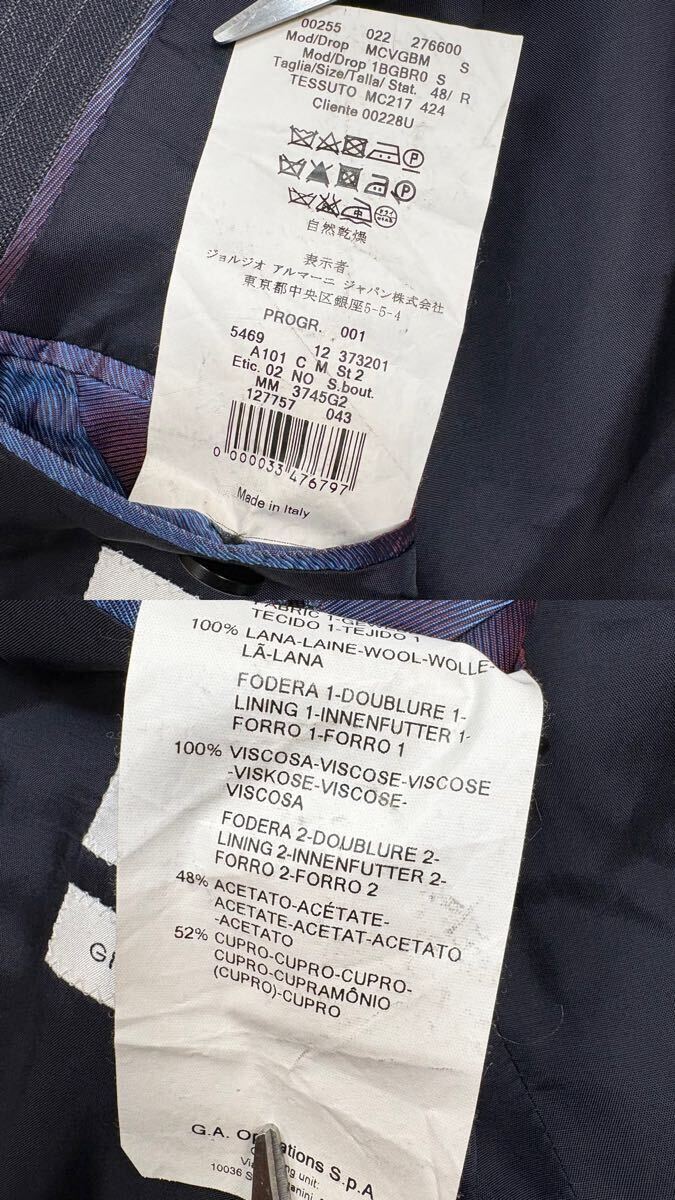 00255 022 276600
Mod/Drop MCVGBM S
Mod/Drop 1BGBR0 S
Taglia/Size/Talla/ Stat. 48/ R
TESSUTO MC217 424
Cliente 00228U
自然乾燥
表示者
ジョルジオ アルマーニ ジャパン株式会社
東京都中央区銀座5-5-4
PROGR. 001
5469 12 373201
A101 C M St2
Etic. 02 NO S.bout.
MM 3745G2
127757 043
0 000033 476797
Made in Italy
TECIDO 1-TEJIDO 1
100% LANA-LAINE-WOOL-WOLLE-
LÃ-LANA
FODERA 1-DOUBLURE 1-
LINING 1-INNENFUTTER 1-
FORRO 1-FORRO 1
100% VISCOSA-VISCOSE-VISCOSE
-VISKOSE-VISCOSE-
VISCOSA
FODERA 2-DOUBLURE 2-
LINING 2-INNENFUTTER 2-
FORRO 2-FORRO 2
48% ACETATO-ACÉTATE-
ACETATE-ACETAT-ACETATO
-ACETATO
52% CUPRO-CUPRO-CUPRO-
CUPRO-CUPRAMÔNIO
(CUPRO)-CUPRO
G.A. Operations S.p.A
unit:
10036